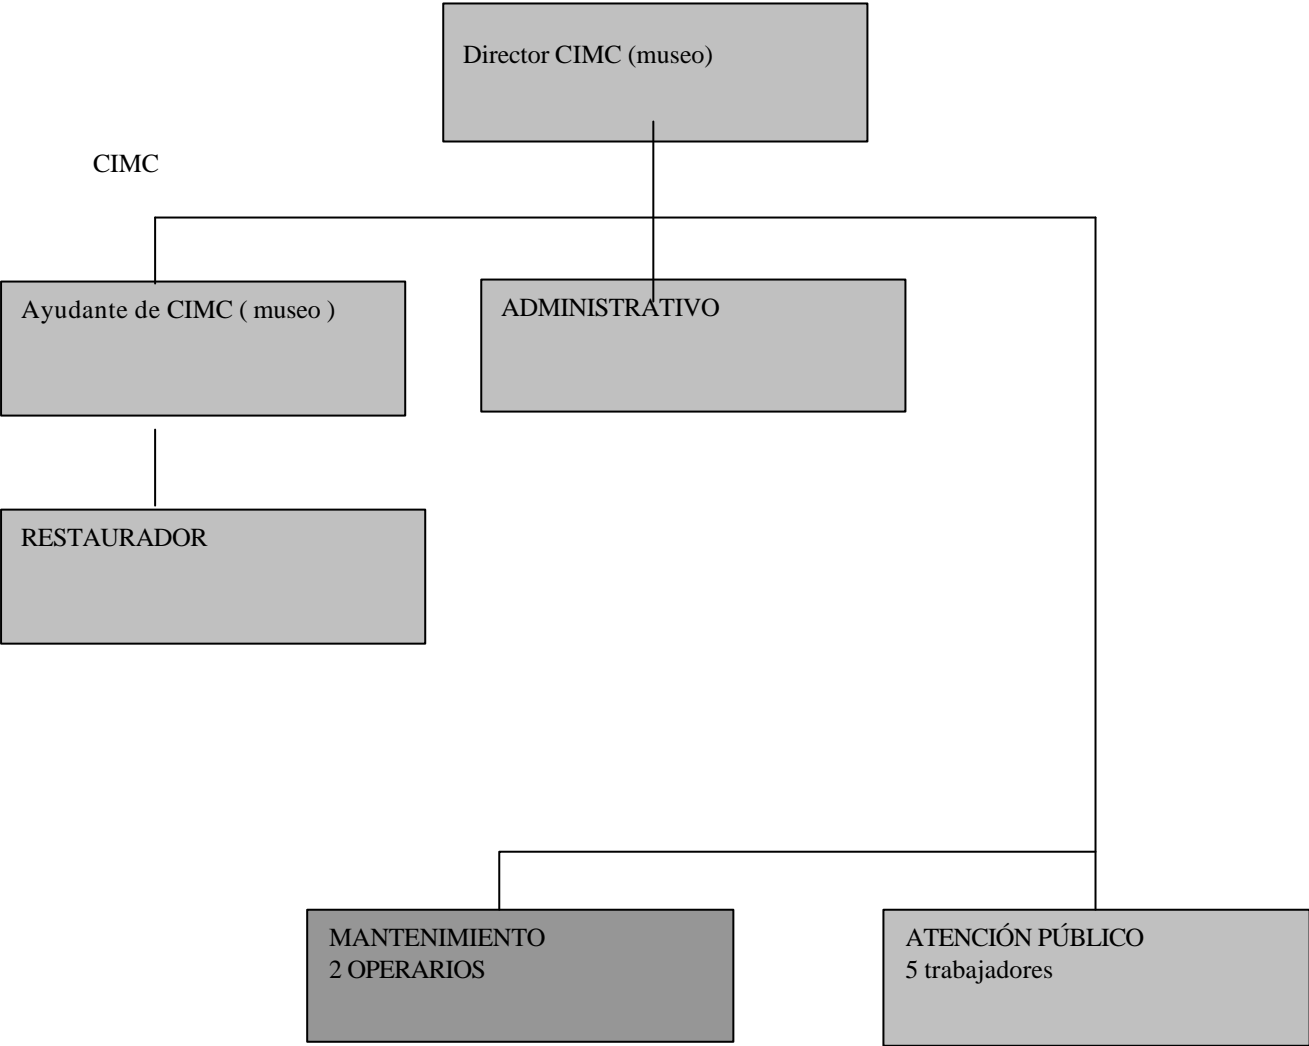 Director CIMC (museo)
CIMC
Ayudante de CIMC ( museo )
ADMINISTRATIVO
RESTAURADOR
MANTENIMIENTO
2 OPERARIOS
ATENCIÓN PÚBLICO
5 trabajadores